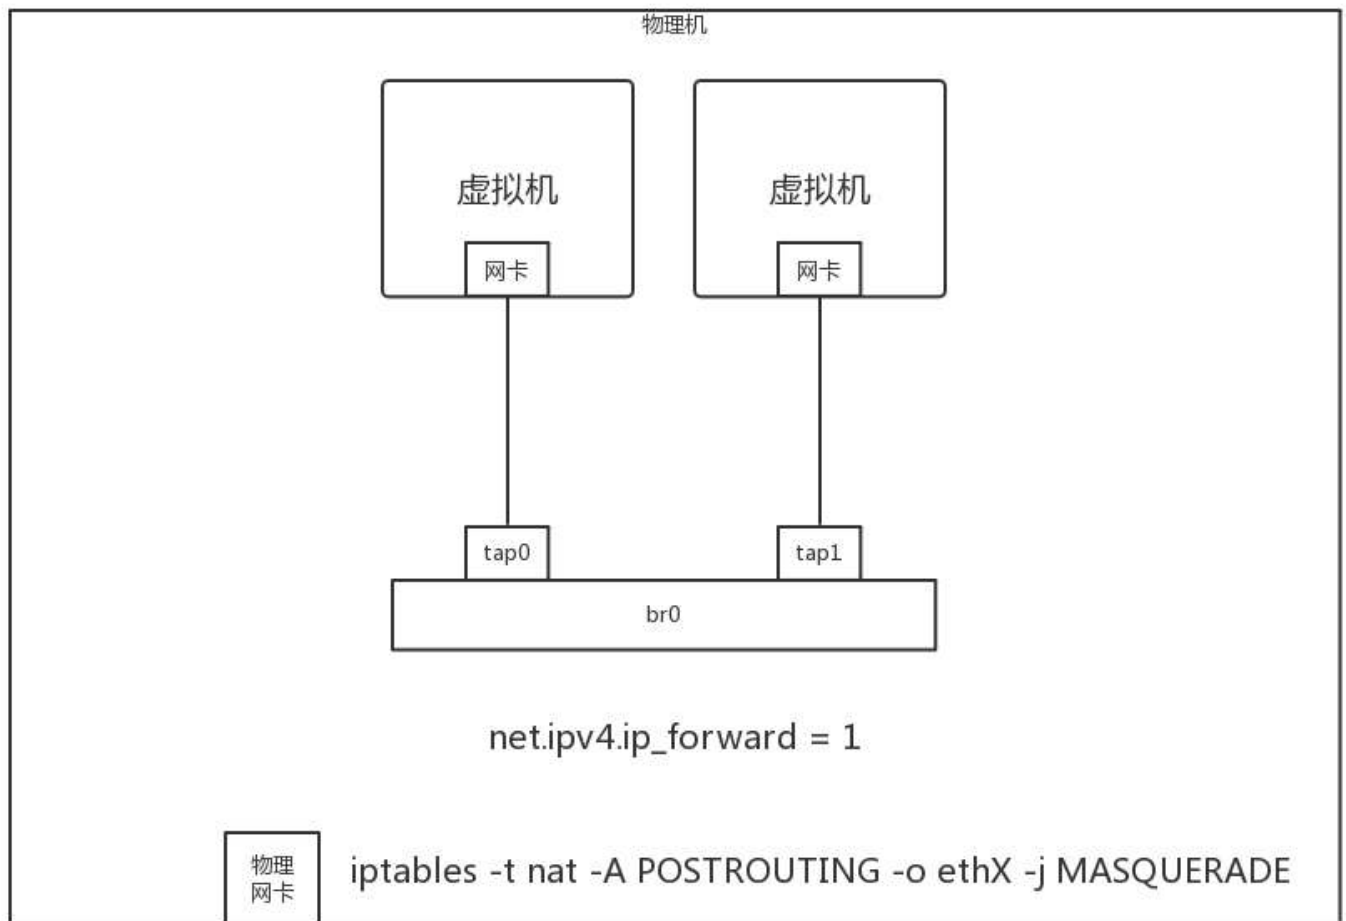 物理机
虚拟机
虚拟机
网卡
网卡
tap0
tap1
br0
net.ipv4.ip_forward = 1
物理
网卡
iptables -t nat -A POSTROUTING -o ethX -j MASQUERADE